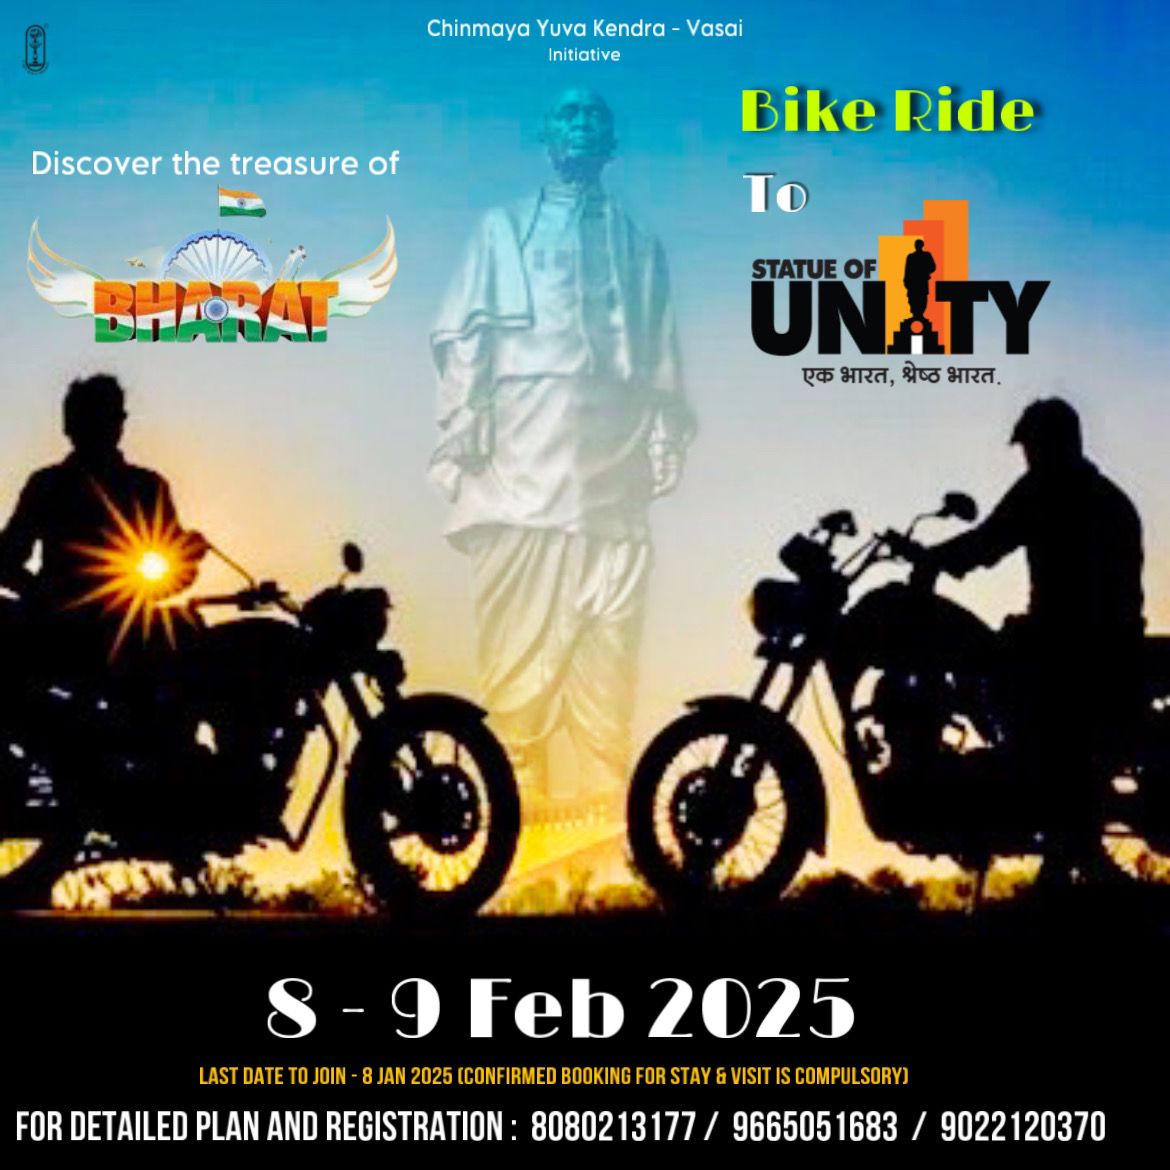 Chinmaya Yuva Kendra - Vasai
Initiative
Bike Ride
To
Discover the treasure of
BHARAT
STATUE OF
UNITY
एक भारत, श्रेष्ठ भारत.
8 - 9 Feb 2025
LAST DATE TO JOIN - 8 JAN 2025 (CONFIRMED BOOKING FOR STAY & VISIT IS COMPULSORY)
FOR DETAILED PLAN AND REGISTRATION : 8080213177 / 9665051683 / 9022120370